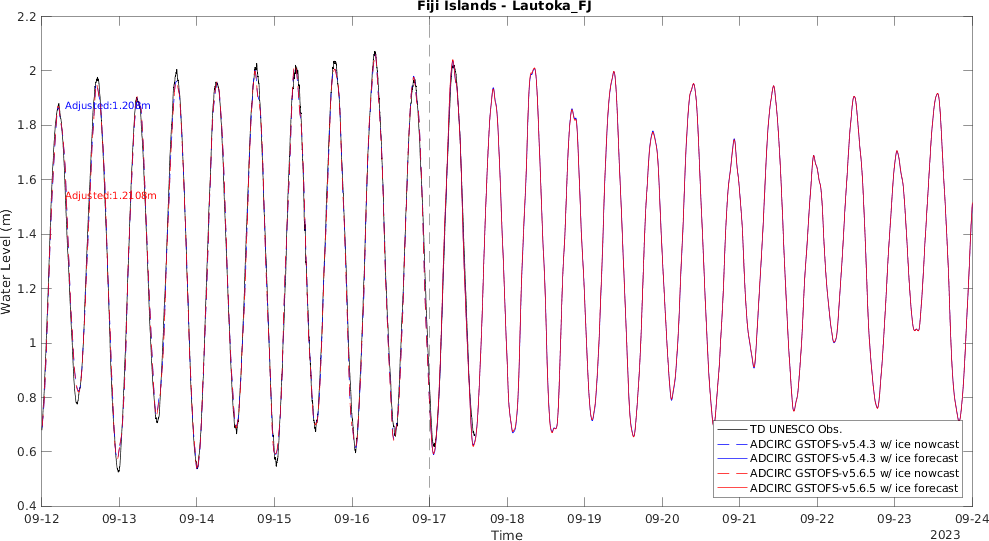 Fiji Islands - Lautoka_FJ
2.2
2
1.8
1.6
1.4
1.2
1
0.8
0.6
0.4
Water Level (m)
Adjusted:1.208m
Adjusted:1.2108m
TD UNESCO Obs.
ADCIRC GSTOFS-v5.4.3 w/ ice nowcast
ADCIRC GSTOFS-v5.4.3 w/ ice forecast
ADCIRC GSTOFS-v5.6.5 w/ ice nowcast
ADCIRC GSTOFS-v5.6.5 w/ ice forecast
09-12 09-13 09-14 09-15 09-16 09-17 09-18 09-19 09-20 09-21 09-22 09-23 09-24
Time
2023